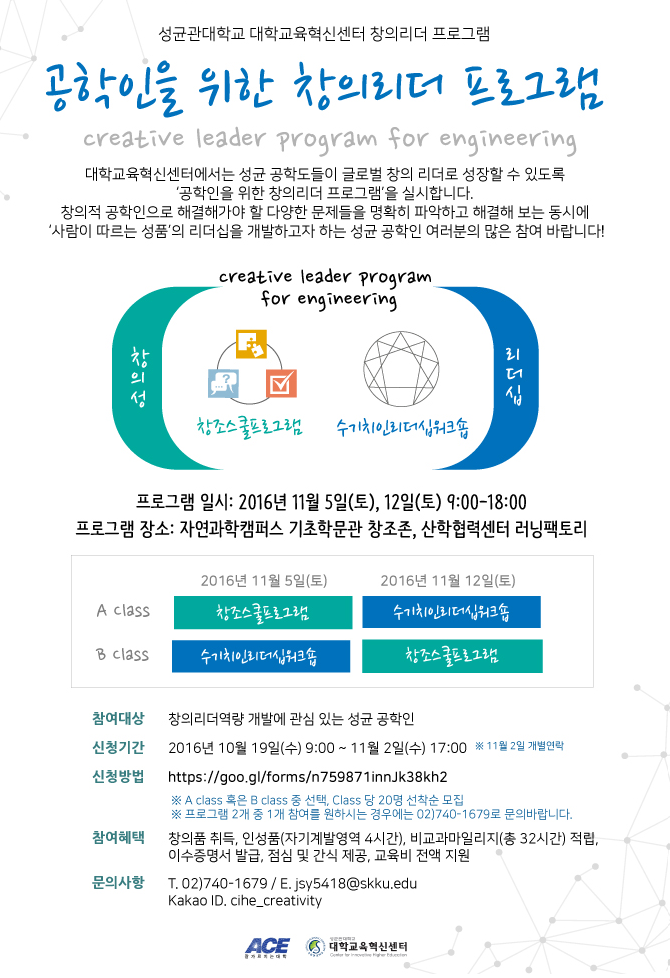 성균관대학교 대학교육혁신센터 창의리더 프로그램
공학인을 위한 창의리더 프로그램
creative leader program for engineering
대학교육혁신센터에서는 성균 공학도들이 글로벌 창의 리더로 성장할 수 있도록
‘공학인을 위한 창의리더 프로그램’을 실시합니다.
창의적 공학인으로 해결해가야 할 다양한 문제들을 명확히 파악하고 해결해 보는 동시에
‘사람이 따르는 성품’의 리더십을 개발하고자 하는 성균 공학인 여러분의 많은 참여 바랍니다!
creative leader program
for engineering
창의성
리더십
창조스쿨프로그램
수기치인리더십워크숍
프로그램 일시: 2016년 11월 5일(토), 12일(토) 9:00-18:00
프로그램 장소: 자연과학캠퍼스 기초학문관 창조존, 산학협력센터 러닝팩토리
2016년 11월 5일(토) 2016년 11월 12일(토)
A class 창조스쿨프로그램 수기치인리더십워크숍
B class 수기치인리더십워크숍 창조스쿨프로그램
참여대상 창의리더역량 개발에 관심 있는 성균 공학인
신청기간 2016년 10월 19일(수) 9:00 ~ 11월 2일(수) 17:00 ※ 11월 2일 개별연락
신청방법 https://goo.gl/forms/n759871innJk38kh2
※ A class 혹은 B class 중 선택, Class 당 20명 선착순 모집
※ 프로그램 2개 중 1개 참여를 원하시는 경우에는 02)740-1679로 문의바랍니다.
참여혜택 창의품 취득, 인성품(자기계발영역 4시간), 비교과마일리지(총 32시간) 적립,
이수증명서 발급, 점심 및 간식 제공, 교육비 전액 지원
문의사항 T. 02)740-1679 / E. jsy5418@skku.edu
Kakao ID. cihe_creativity
ACE
잘가르치는대학
성균관대학교
대학교육혁신센터
Center for Innovative Higher Education